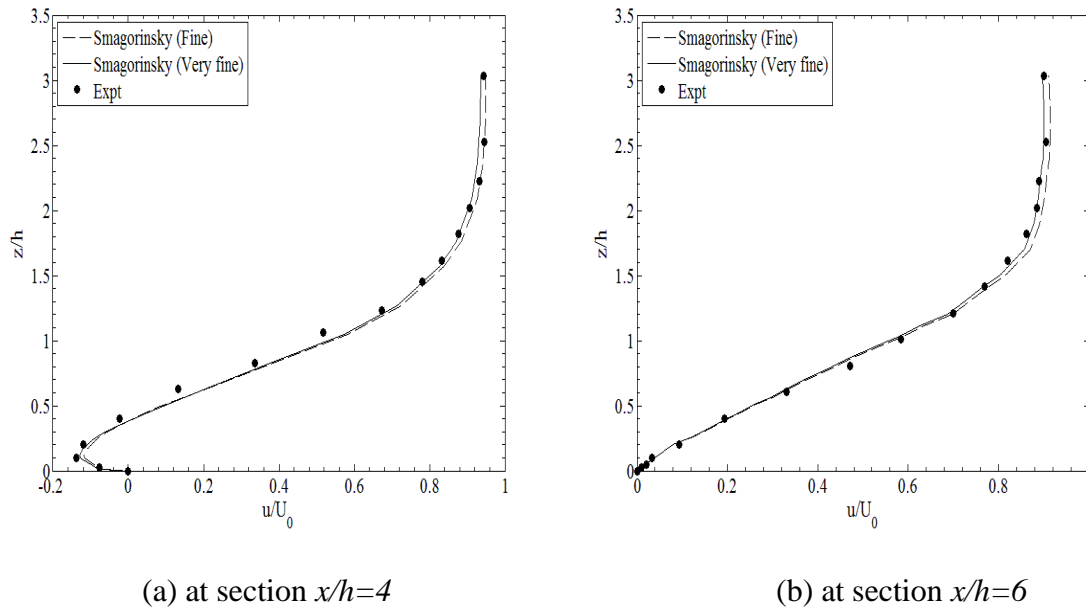 3.5
3
2.5
2
1.5
1
0.5
0
z/h
Smagorinsky (Fine)
Smagorinsky (Very fine)
Expt
-0.2 0 0.2 0.4 0.6 0.8 1
u/U0
(a) at section x/h=4
3.5
3
2.5
2
1.5
1
0.5
0
z/h
Smagorinsky (Fine)
Smagorinsky (Very fine)
Expt
0 0.2 0.4 0.6 0.8
u/U0
(b) at section x/h=6